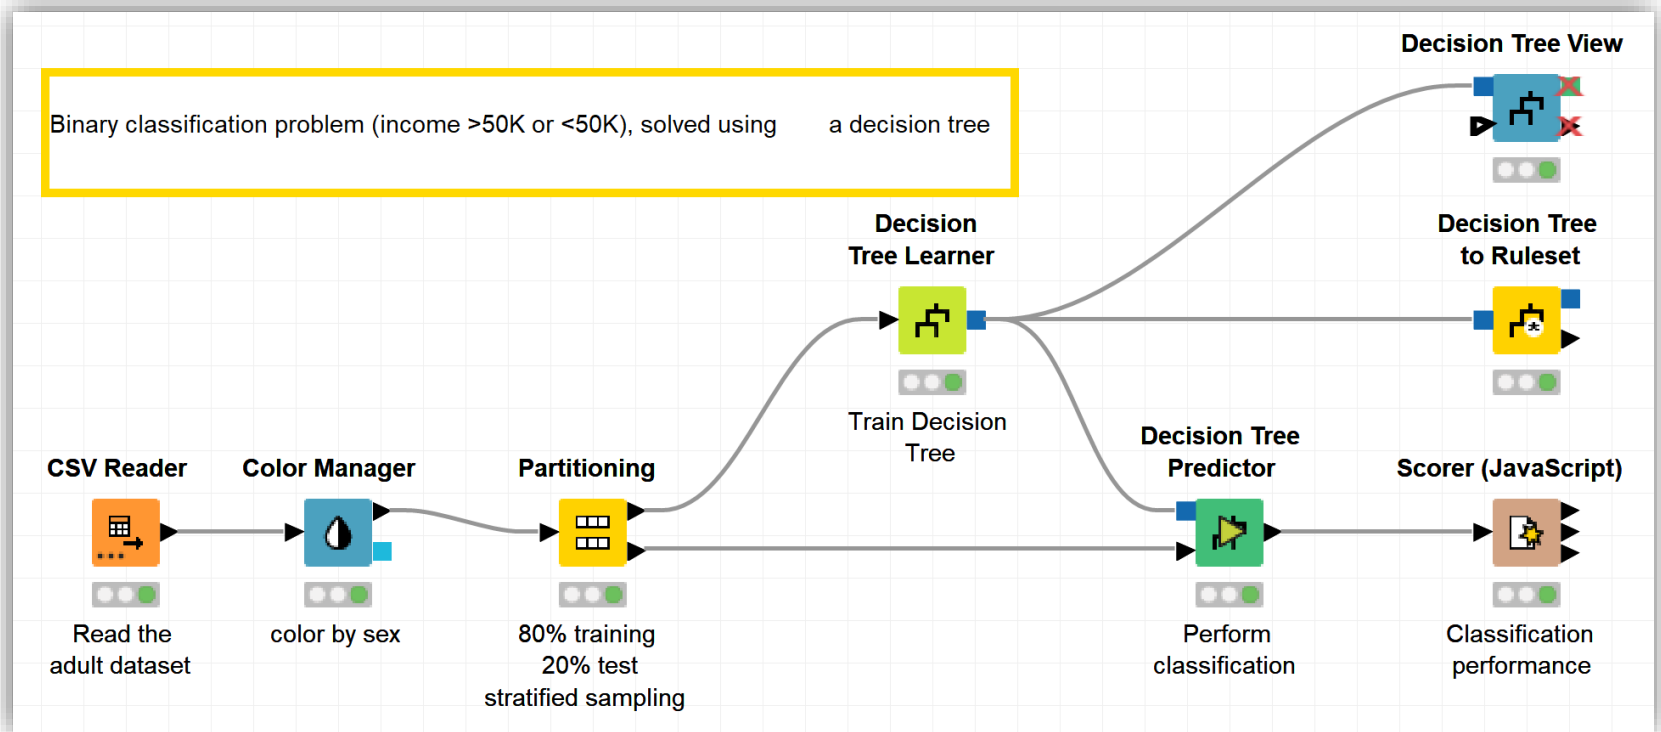 Decision Tree View
Binary classification problem (income >50K or <50K), solved using a decision tree
Decision
Tree Learner
Decision Tree
to Ruleset
Train Decision
Tree
CSV Reader
Color Manager
Partitioning
Decision Tree
Predictor
Scorer (JavaScript)
Read the
adult dataset
color by sex
80% training
20% test
stratified sampling
Perform
classification
Classification
performance